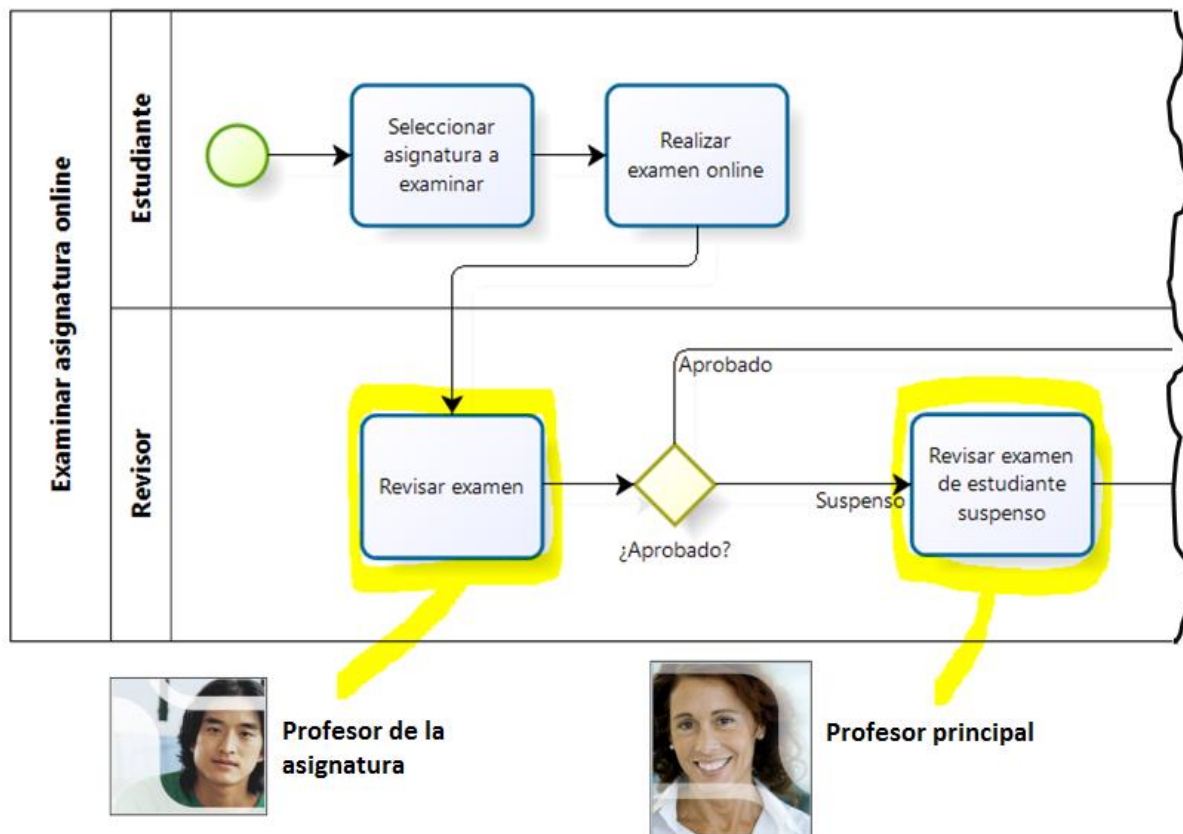 Examinar asignatura online
Estudiante
Seleccionar
asignatura a
examinar
Realizar
examen online
Revisor
Revisar examen
¿Aprobado?
Aprobado
Suspenso
Revisar examen
de estudiante
suspenso
Profesor de la
asignatura
Profesor principal